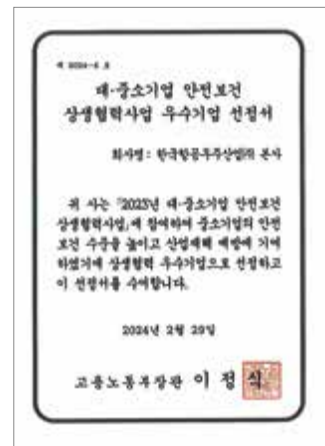 제 2024-5 호
대·중소기업 안전보건
상생협력사업 우수기업 선정서
회사명 : 한국항공우주산업㈜ 본사
귀 사는 「2023년 대·중소기업 안전보건
상생협력사업」에 참여하여 중소기업의 안전
보건 수준을 높이고 산업재해 예방에 기여
하였기에 상생협력 우수기업으로 선정하고
이 선정서를 수여합니다.
2024년 2월 29일
고용노동부장관 이 정 식